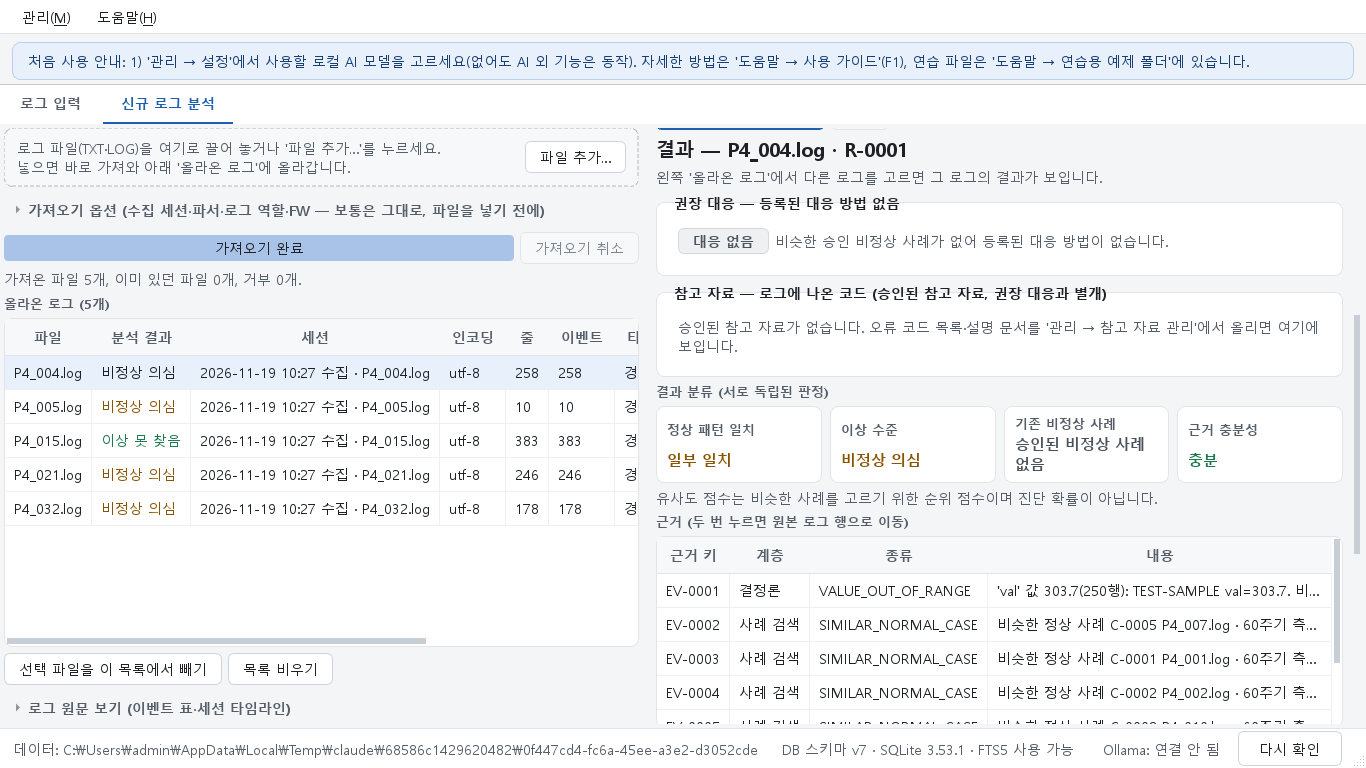 관리(M) 도움말(H)
처음 사용 안내: 1) '관리 → 설정'에서 사용할 로컬 AI 모델을 고르세요(없어도 AI 외 기능은 동작). 자세한 방법은 '도움말 → 사용 가이드'(F1), 연습 파일은 '도움말 → 연습용 예제 폴더'에 있습니다.
로그 입력 신규 로그 분석
로그 파일(TXT·LOG)을 여기로 끌어 놓거나 '파일 추가…'를 누르세요.
넣으면 바로 가져와 아래 '올라온 로그'에 올라갑니다.
파일 추가…
가져오기 옵션 (수집 세션·파서·로그 역할·FW — 보통은 그대로, 파일을 넣기 전에)
가져오기 완료 가져오기 취소
가져온 파일 5개, 이미 있던 파일 0개, 거부 0개.
올라온 로그 (5개)
파일 분석 결과 세션 인코딩 줄 이벤트 타
P4_004.log 비정상 의심 2026-11-19 10:27 수집 · P4_004.log utf-8 258 258 경
P4_005.log 비정상 의심 2026-11-19 10:27 수집 · P4_005.log utf-8 10 10 경
P4_015.log 이상 못 찾음 2026-11-19 10:27 수집 · P4_015.log utf-8 383 383 경
P4_021.log 비정상 의심 2026-11-19 10:27 수집 · P4_021.log utf-8 246 246 경
P4_032.log 비정상 의심 2026-11-19 10:27 수집 · P4_032.log utf-8 178 178 경
선택 파일을 이 목록에서 빼기 목록 비우기
로그 원문 보기 (이벤트 표·세션 타임라인)
결과 — P4_004.log · R-0001
왼쪽 '올라온 로그'에서 다른 로그를 고르면 그 로그의 결과가 보입니다.
권장 대응 — 등록된 대응 방법 없음
대응 없음 비슷한 승인 비정상 사례가 없어 등록된 대응 방법이 없습니다.
참고 자료 — 로그에 나온 코드 (승인된 참고 자료, 권장 대응과 별개)
승인된 참고 자료가 없습니다. 오류 코드 목록·설명 문서를 '관리 → 참고 자료 관리'에서 올리면 여기에
보입니다.
결과 분류 (서로 독립된 판정)
정상 패턴 일치
일부 일치
이상 수준
비정상 의심
기존 비정상 사례
승인된 비정상 사례
없음
근거 충분성
충분
유사도 점수는 비슷한 사례를 고르기 위한 순위 점수이며 진단 확률이 아닙니다.
근거 (두 번 누르면 원본 로그 행으로 이동)
근거 키 계층 종류 내용
EV-0001 결정론 VALUE_OUT_OF_RANGE 'val' 값 303.7(250행): TEST-SAMPLE val=303.7. 비…
EV-0002 사례 검색 SIMILAR_NORMAL_CASE 비슷한 정상 사례 C-0005 P4_007.log · 60주기 측…
EV-0003 사례 검색 SIMILAR_NORMAL_CASE 비슷한 정상 사례 C-0001 P4_001.log · 60주기 측…
EV-0004 사례 검색 SIMILAR_NORMAL_CASE 비슷한 정상 사례 C-0002 P4_002.log · 60주기 측…
데이터: C:₩Users₩admin₩AppData₩Local₩Temp₩claude₩68586c1429620482₩0f447cd4-fc6a-45ee-a3e2-d3052cde DB 스키마 v7 · SQLite 3.53.1 · FTS5 사용 가능 Ollama: 연결 안 됨 다시 확인